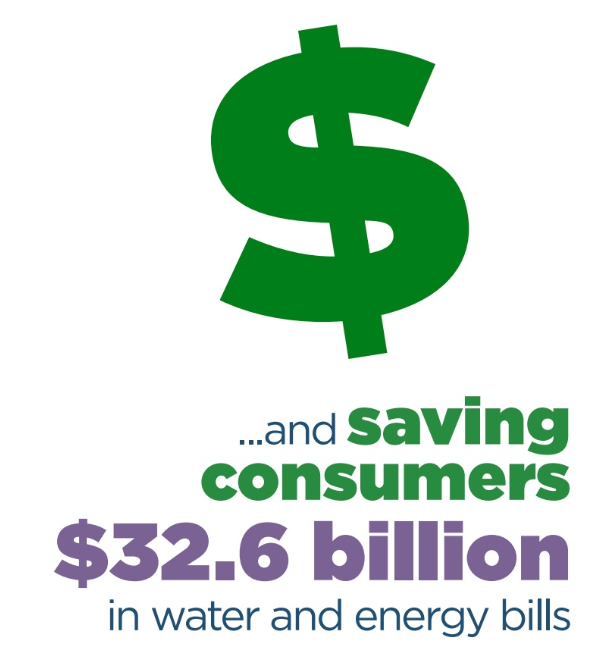 $
...and saving
consumers
$32.6 billion
in water and energy bills